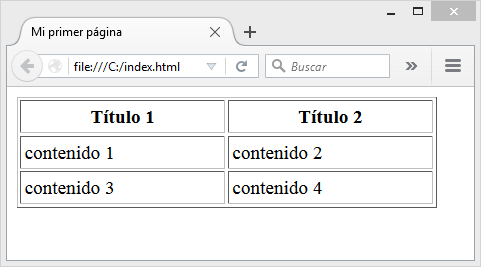 Mi primer página
file:///C:/index.html
Buscar
Título 1 Título 2
contenido 1 contenido 2
contenido 3 contenido 4